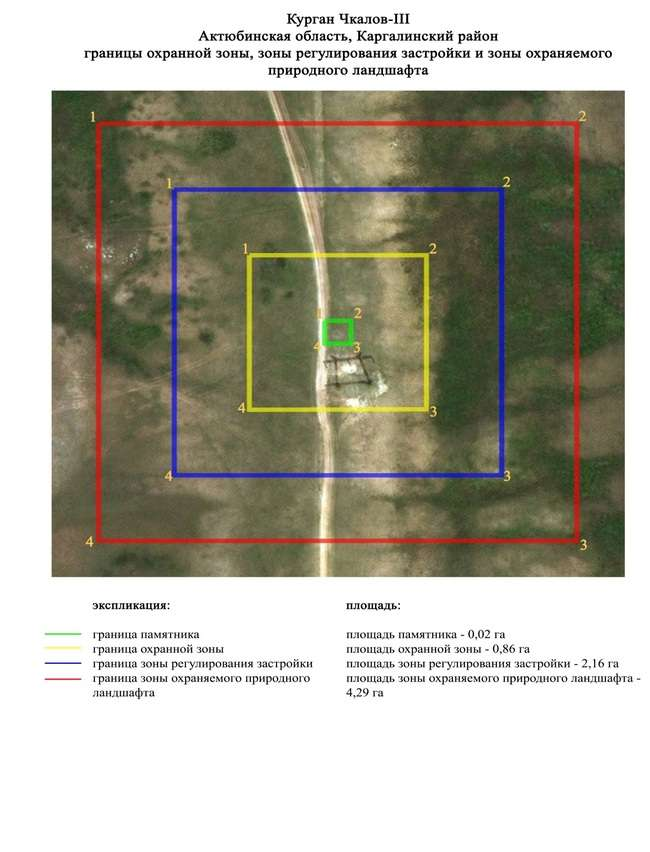 Курган Чкалов-III
Актюбинская область, Каргалинский район
границы охранной зоны, зоны регулирования застройки и зоны охраняемого
природного ландшафта
1 2
1 2
1 2
1 2
4 3
4 3
4 3
4 3
экспликация: площадь:
граница памятника площадь памятника - 0,02 га
граница охранной зоны площадь охранной зоны - 0,86 га
граница зоны регулирования застройки площадь зоны регулирования застройки - 2,16 га
граница зоны охраняемого природного площадь зоны охраняемого природного ландшафта -
ландшафта 4,29 га